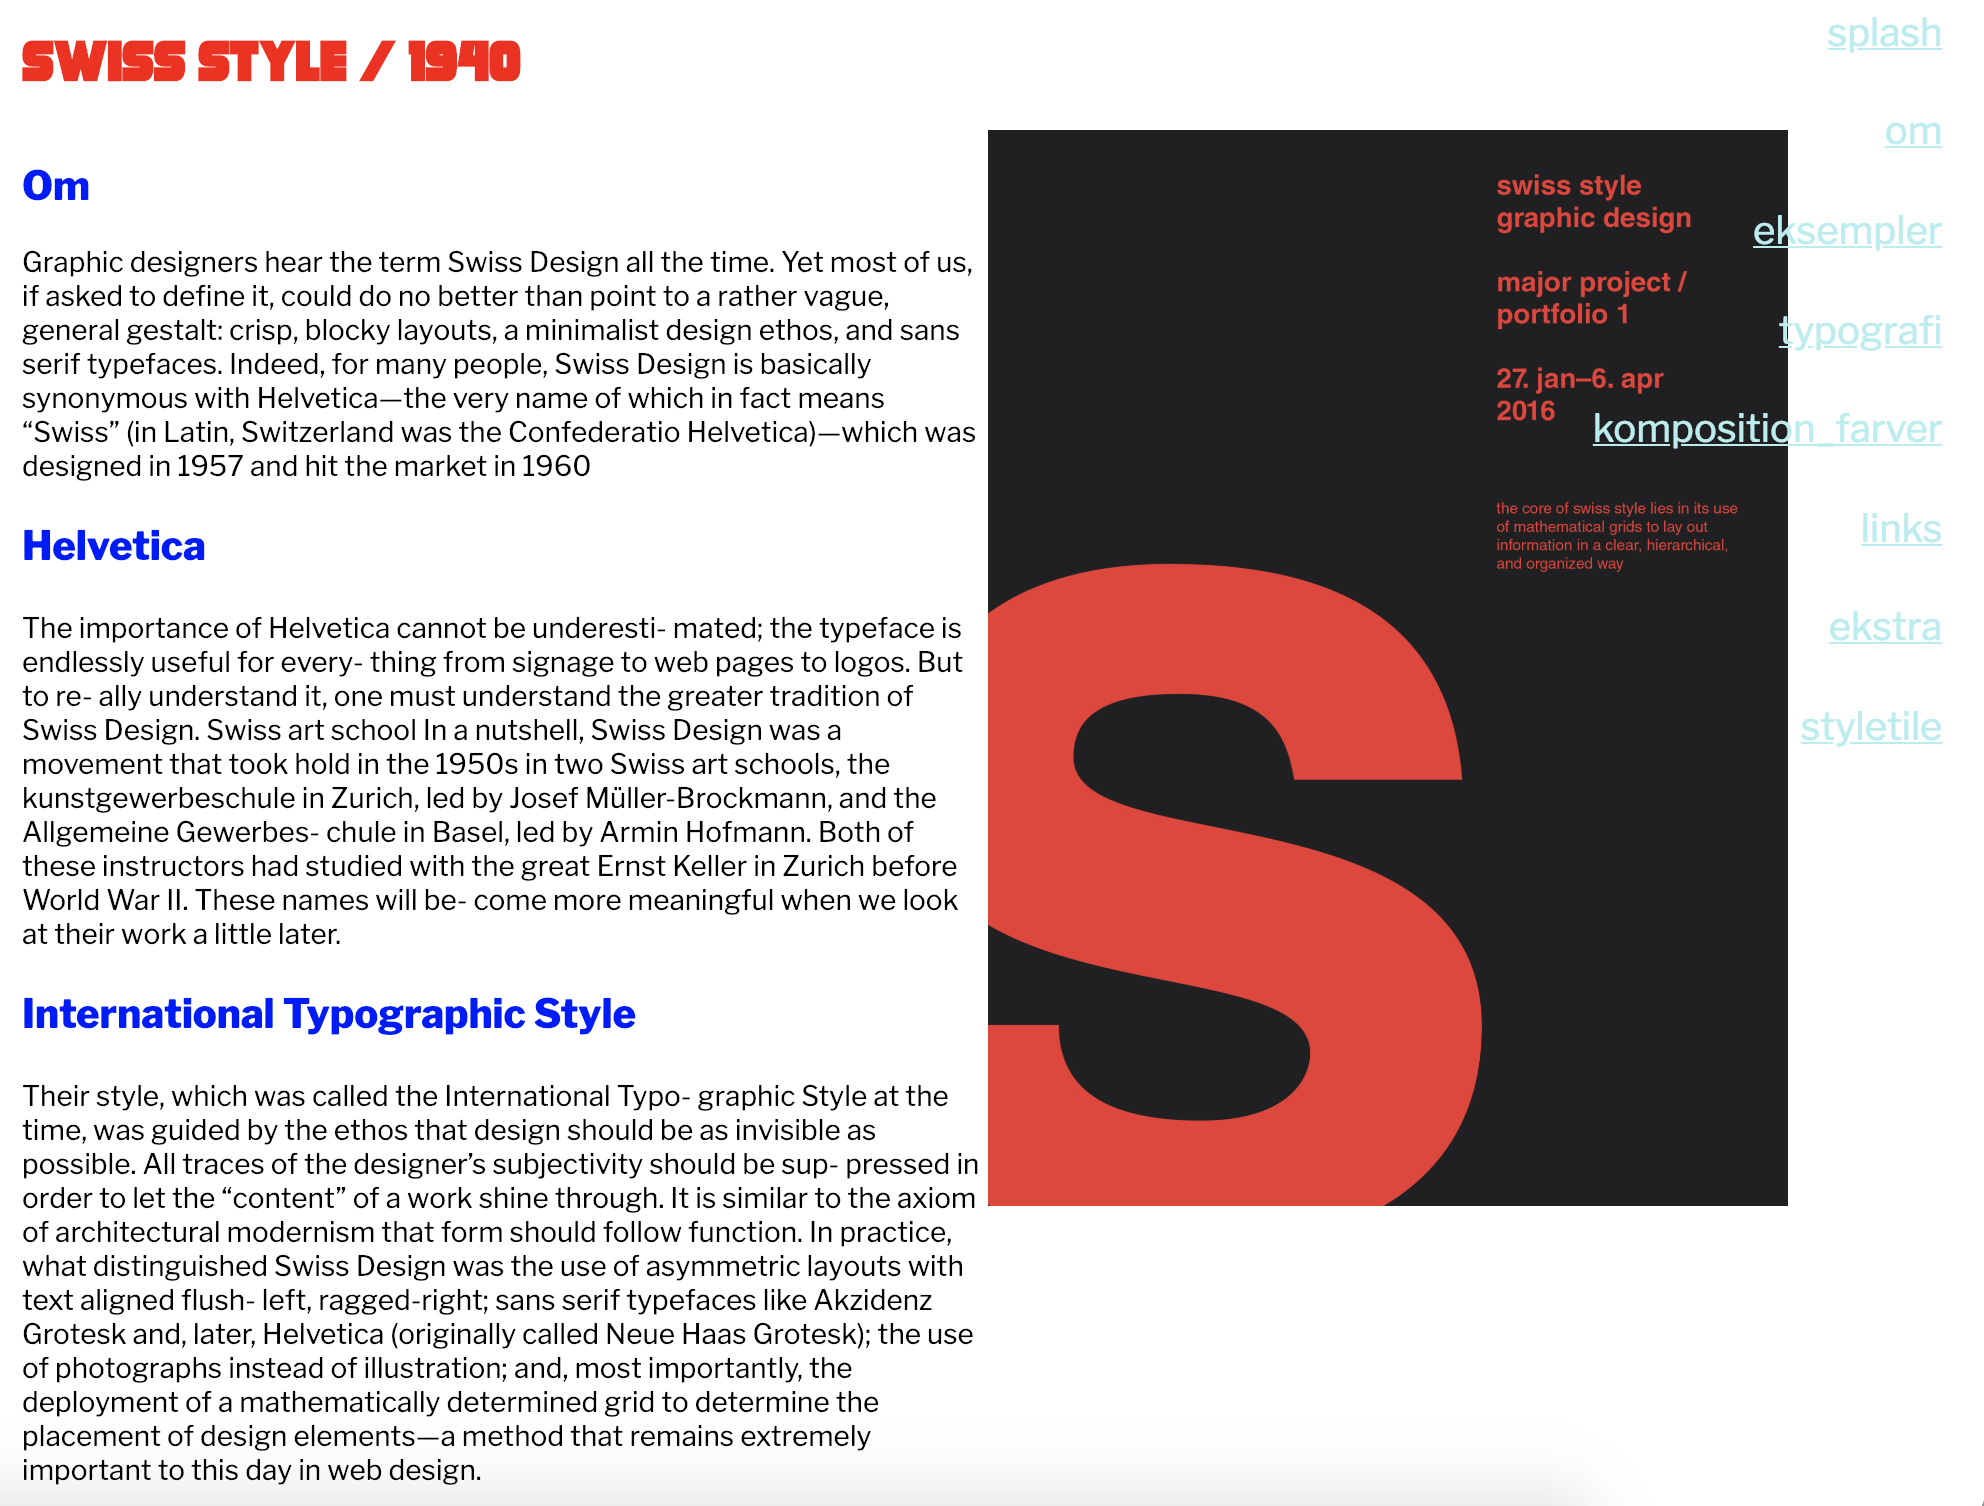 SWISS STYLE / 1940
Om
Graphic designers hear the term Swiss Design all the time. Yet most of us,
if asked to define it, could do no better than point to a rather vague,
general gestalt: crisp, blocky layouts, a minimalist design ethos, and sans
serif typefaces. Indeed, for many people, Swiss Design is basically
synonymous with Helvetica—the very name of which in fact means
“Swiss” (in Latin, Switzerland was the Confederatio Helvetica)—which was
designed in 1957 and hit the market in 1960
Helvetica
The importance of Helvetica cannot be underesti- mated; the typeface is
endlessly useful for every- thing from signage to web pages to logos. But
to re- ally understand it, one must understand the greater tradition of
Swiss Design. Swiss art school In a nutshell, Swiss Design was a
movement that took hold in the 1950s in two Swiss art schools, the
kunstgewerbeschule in Zurich, led by Josef Müller-Brockmann, and the
Allgemeine Gewerbes- chule in Basel, led by Armin Hofmann. Both of
these instructors had studied with the great Ernst Keller in Zurich before
World War II. These names will be- come more meaningful when we look
at their work a little later.
International Typographic Style
Their style, which was called the International Typo- graphic Style at the
time, was guided by the ethos that design should be as invisible as
possible. All traces of the designer’s subjectivity should be sup- pressed in
order to let the “content” of a work shine through. It is similar to the axiom
of architectural modernism that form should follow function. In practice,
what distinguished Swiss Design was the use of asymmetric layouts with
text aligned flush- left, ragged-right; sans serif typefaces like Akzidenz
Grotesk and, later, Helvetica (originally called Neue Haas Grotesk); the use
of photographs instead of illustration; and, most importantly, the
deployment of a mathematically determined grid to determine the
placement of design elements—a method that remains extremely
important to this day in web design.
swiss style
graphic design
major project /
portfolio 1
27. jan–6. apr
2016
the core of swiss style lies in its use
of mathematical grids to lay out
information in a clear, hierarchical,
and organized way
s
splash
om
eksempler
typografi
komposition_farver
links
ekstra
styletile